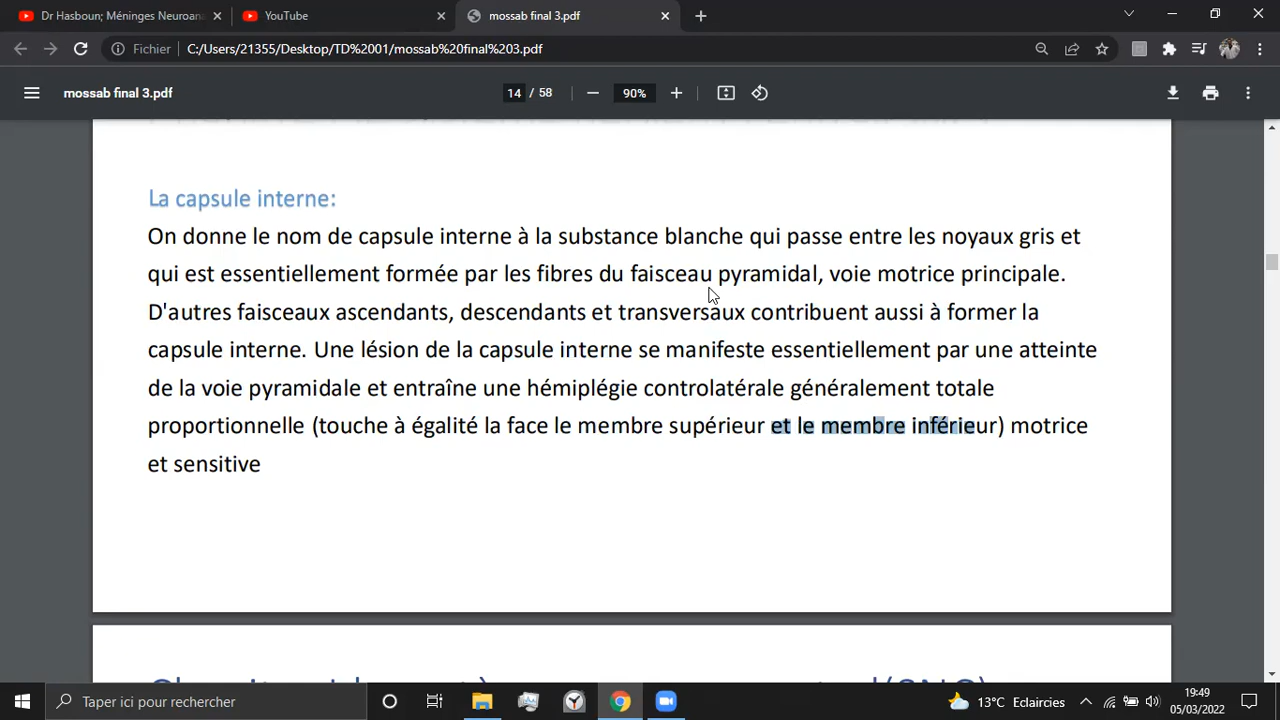 Dr Hasboun; Méninges Neuroana
YouTube
mossab final 3.pdf
Fichier
C:/Users/21355/Desktop/TD%2001/mossab%20final%203.pdf
mossab final 3.pdf
14 / 58
90%
La capsule interne:
On donne le nom de capsule interne à la substance blanche qui passe entre les noyaux gris et
qui est essentiellement formée par les fibres du faisceau pyramidal, voie motrice principale.
D'autres faisceaux ascendants, descendants et transversaux contribuent aussi à former la
capsule interne. Une lésion de la capsule interne se manifeste essentiellement par une atteinte
de la voie pyramidale et entraîne une hémiplégie controlatérale généralement totale
proportionnelle (touche à égalité la face le membre supérieur et le membre inférieur) motrice
et sensitive
Taper ici pour rechercher
13°C Eclaircies
19:49
05/03/2022